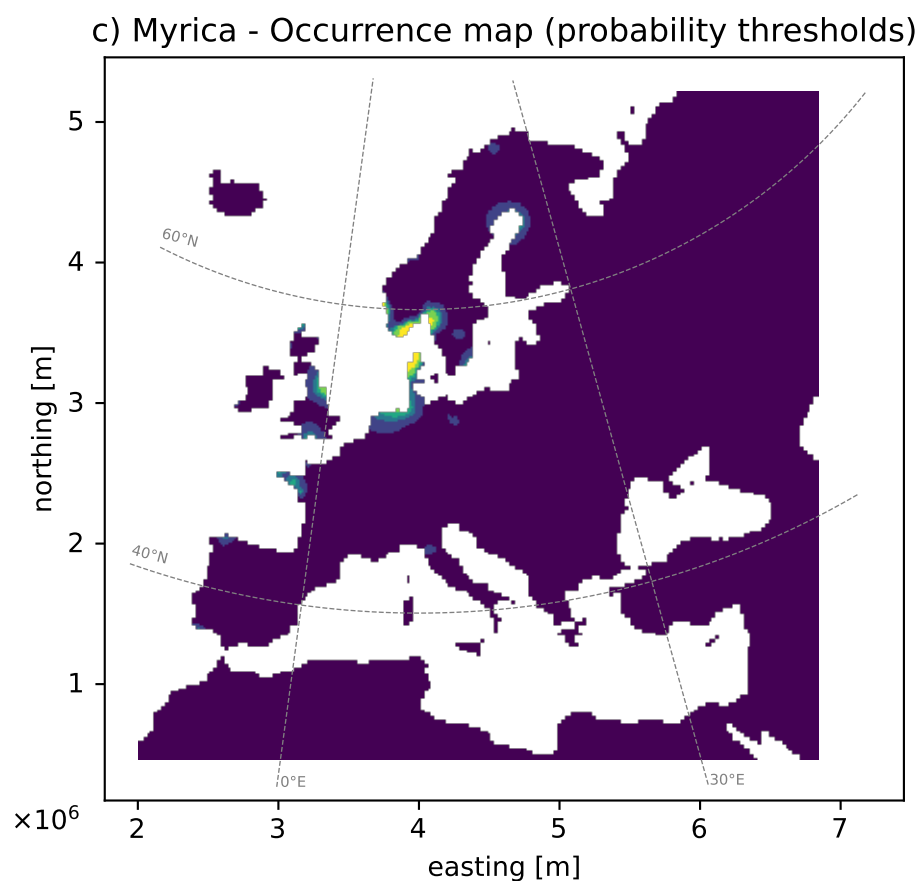 c) Myrica - Occurrence map (probability thresholds)
5
4
3
2
1
northing [m]
60°N
40°N
0°E
30°E
×10⁶
2 3 4 5 6 7
easting [m]